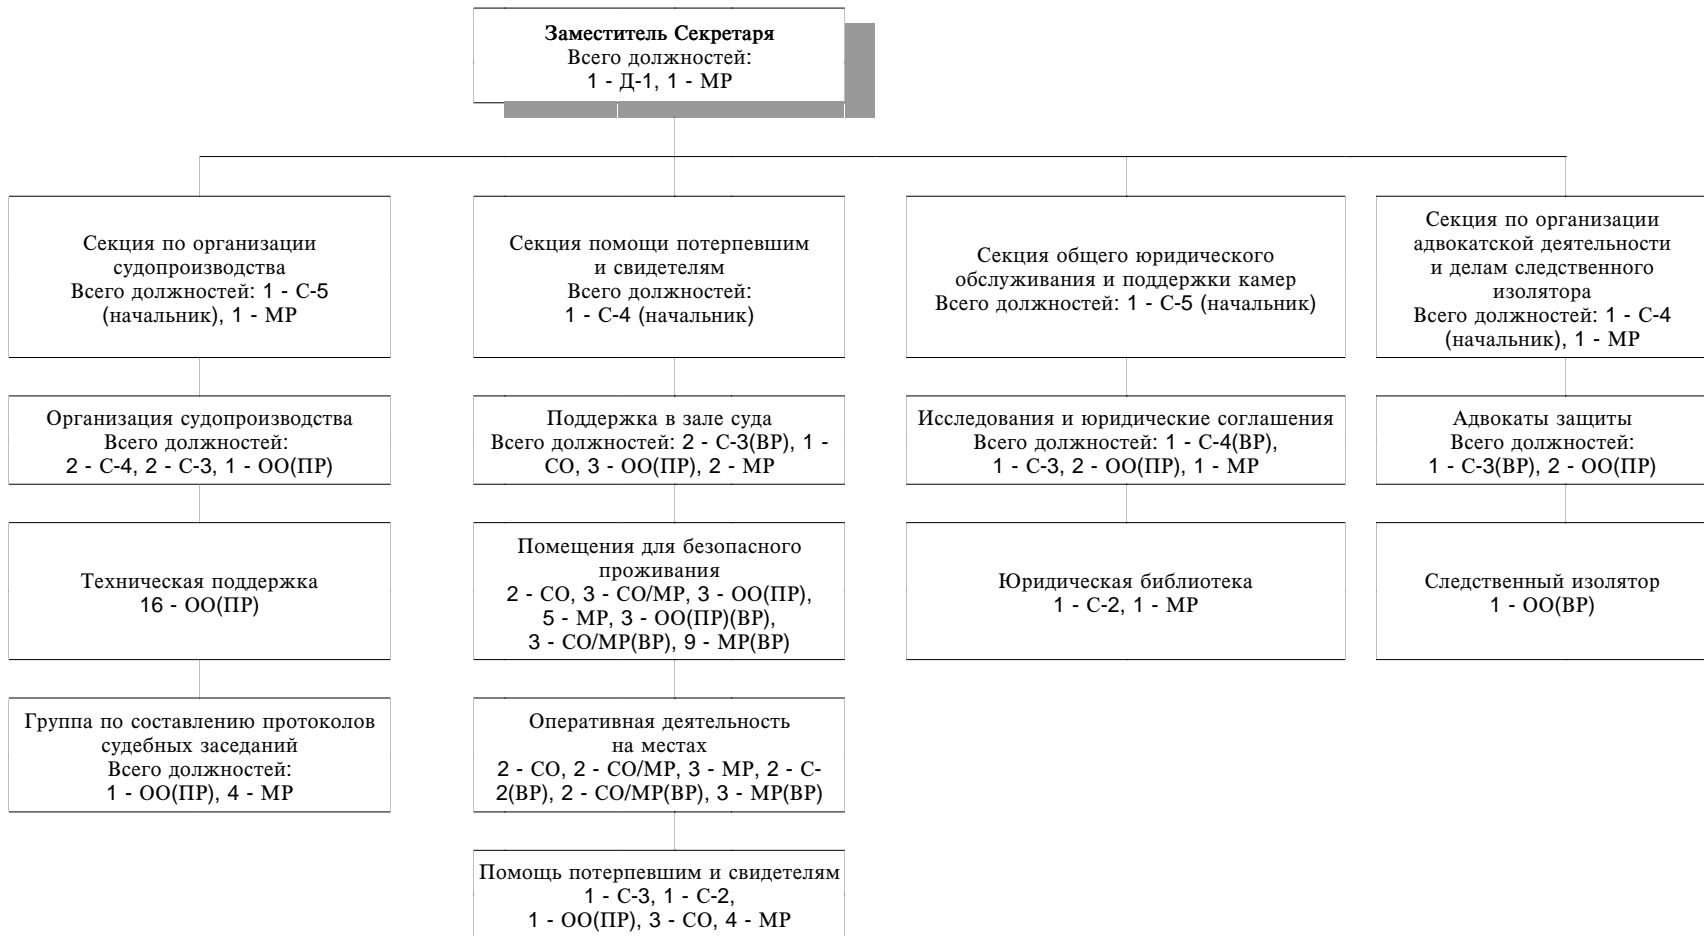 Заместитель Секретаря
Всего должностей:
1 - Д-1, 1 - МР
Секция по организации
судопроизводства
Всего должностей: 1 - С-5
(начальник), 1 - МР
Организация судопроизводства
Всего должностей:
2 - С-4, 2 - С-3, 1 - ОО(ПР)
Техническая поддержка
16 - ОО(ПР)
Группа по составлению протоколов
судебных заседаний
Всего должностей:
1 - ОО(ПР), 4 - МР
Секция помощи потерпевшим
и свидетелям
Всего должностей:
1 - С-4 (начальник)
Поддержка в зале суда
Всего должностей: 2 - С-3(ВР), 1 -
СО, 3 - ОО(ПР), 2 - МР
Помещения для безопасного
проживания
2 - СО, 3 - СО/МР, 3 - ОО(ПР),
5 - МР, 3 - ОО(ПР)(ВР),
3 - СО/МР(ВР), 9 - МР(ВР)
Оперативная деятельность
на местах
2 - СО, 2 - СО/МР, 3 - МР, 2 - С-
2(ВР), 2 - СО/МР(ВР), 3 - МР(ВР)
Помощь потерпевшим и свидетелям
1 - С-3, 1 - С-2,
1 - ОО(ПР), 3 - СО, 4 - МР
Секция общего юридического
обслуживания и поддержки камер
Всего должностей: 1 - С-5 (начальник)
Исследования и юридические соглашения
Всего должностей: 1 - С-4(ВР),
1 - С-3, 2 - ОО(ПР), 1 - МР
Юридическая библиотека
1 - С-2, 1 - МР
Секция по организации
адвокатской деятельности
и делам следственного
изолятора
Всего должностей: 1 - С-4
(начальник), 1 - МР
Адвокаты защиты
Всего должностей:
1 - С-3(ВР), 2 - ОО(ПР)
Следственный изолятор
1 - ОО(ВР)